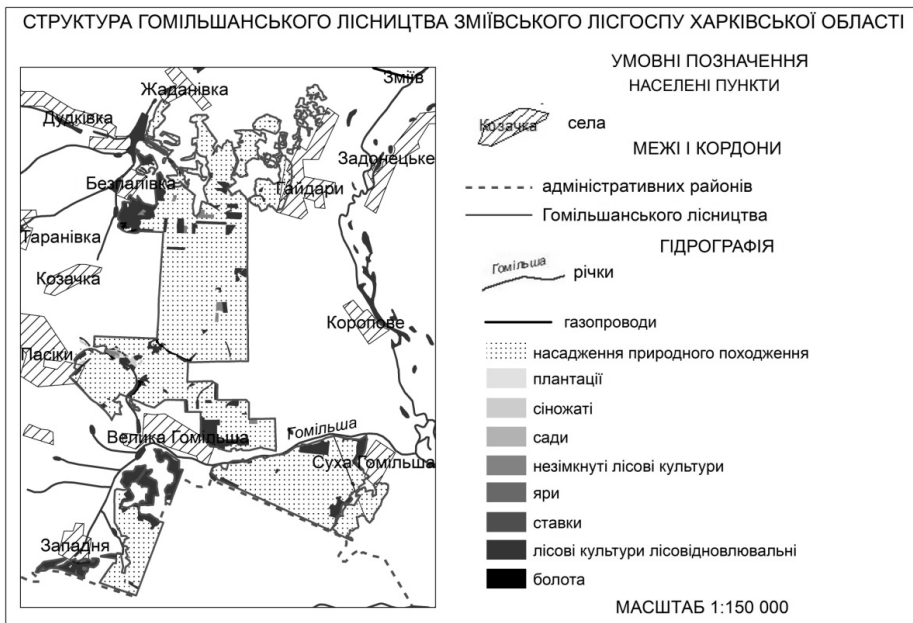 СТРУКТУРА ГОМІЛЬШАНСЬКОГО ЛІСНИЦТВА ЗМІЇВСЬКОГО ЛІСГОСПУ ХАРКІВСЬКОЇ ОБЛАСТІ
Жаданівка
Зміїв
Дудківка
Задонецьке
Безпалівка
Гайдари
Таранівка
Козачка
Коропове
Пасіки
Велика Гомільша
Гомільша
Суха Гомільша
Западня
УМОВНІ ПОЗНАЧЕННЯ
НАСЕЛЕНІ ПУНКТИ
Козачка
села
МЕЖІ І КОРДОНИ
адміністративних районів
Гомільшанського лісництва
ГІДРОГРАФІЯ
Гомільша
річки
газопроводи
насадження природного походження
плантації
сіножаті
сади
незімкнуті лісові культури
яри
ставки
лісові культури лісовідновлювальні
болота
МАСШТАБ 1:150 000